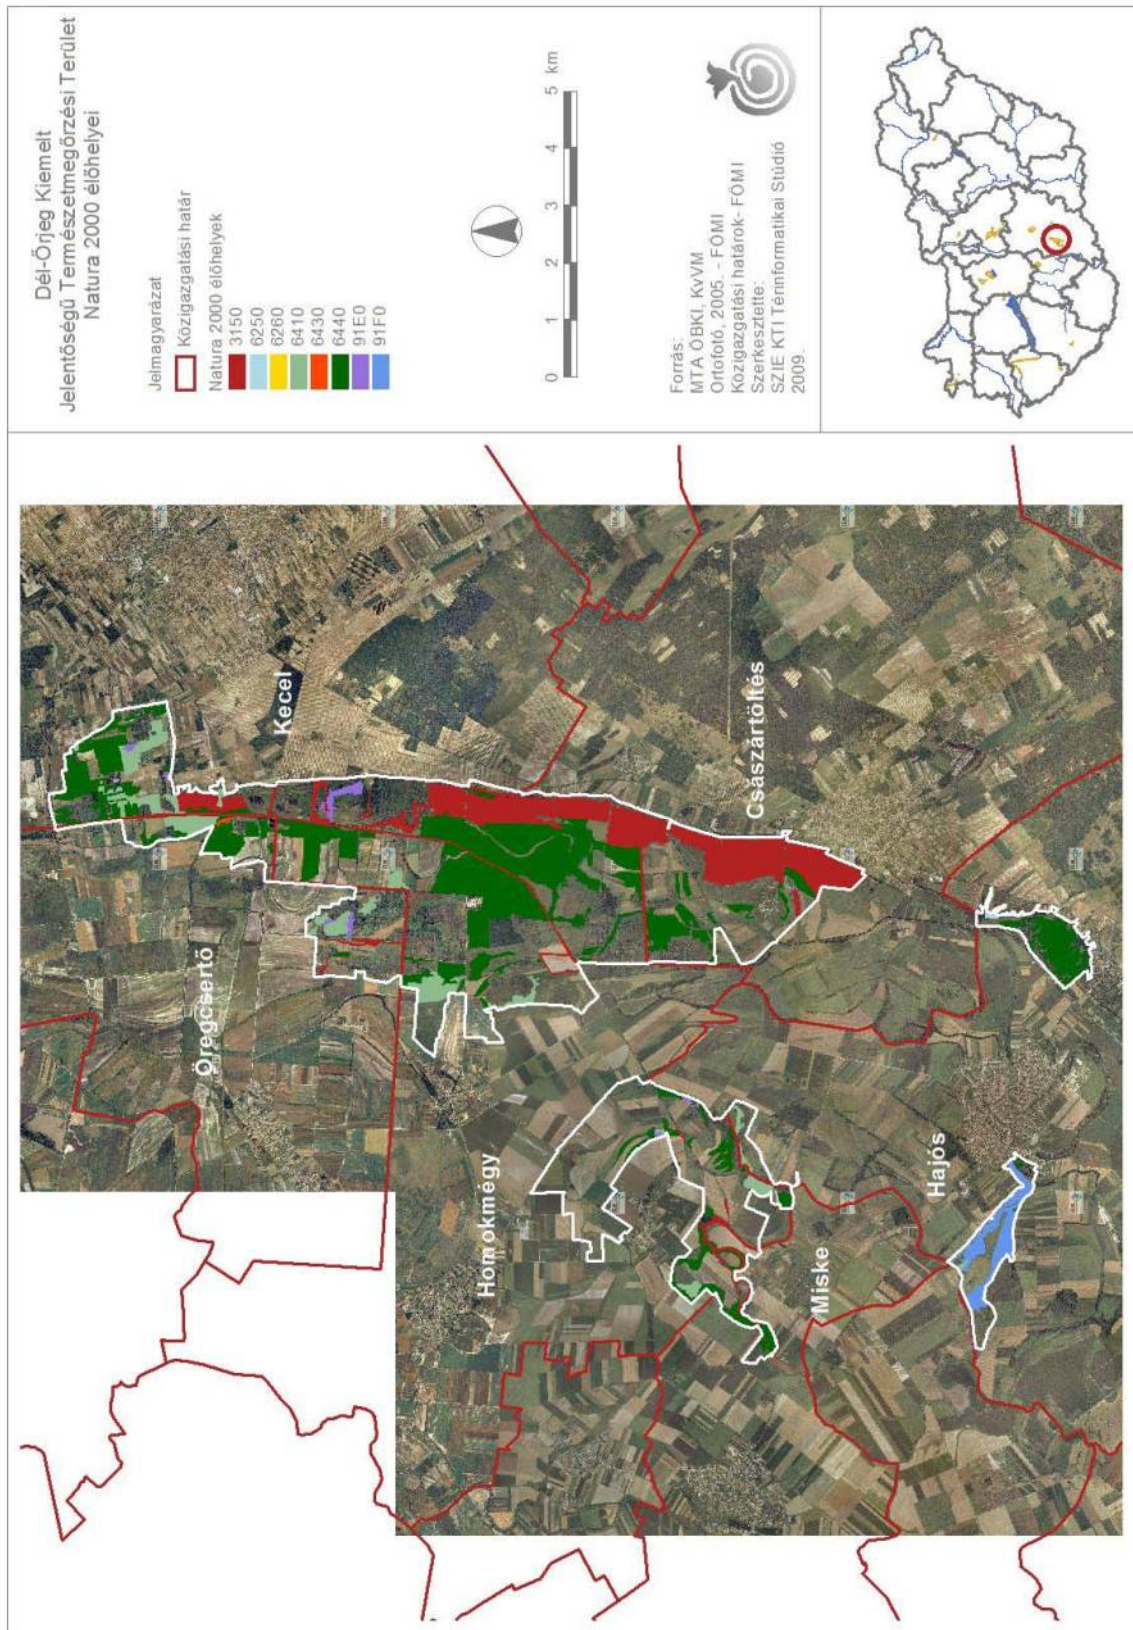 Dél-Őrjeg Kiemelt
Jelentőségű Természetmegőrzési Terület
Natura 2000 élőhelyei
Jelmagyarázat
Közigazgatási határ
Natura 2000 élőhelyek
3150
6250
6260
6410
6430
6440
91E0
91F0
0 1 2 3 4 5 km
Forrás:
MTA ÖBKI, KvVM
Ortofotó, 2005. - FÖMI
Közigazgatási határok- FÖMI
Szerkesztette:
SZIE KTI Térinformatikai Stúdió
2009.
Kecel
Öregcsertő
Császártöltés
Homokmégy
Hajós
Miske